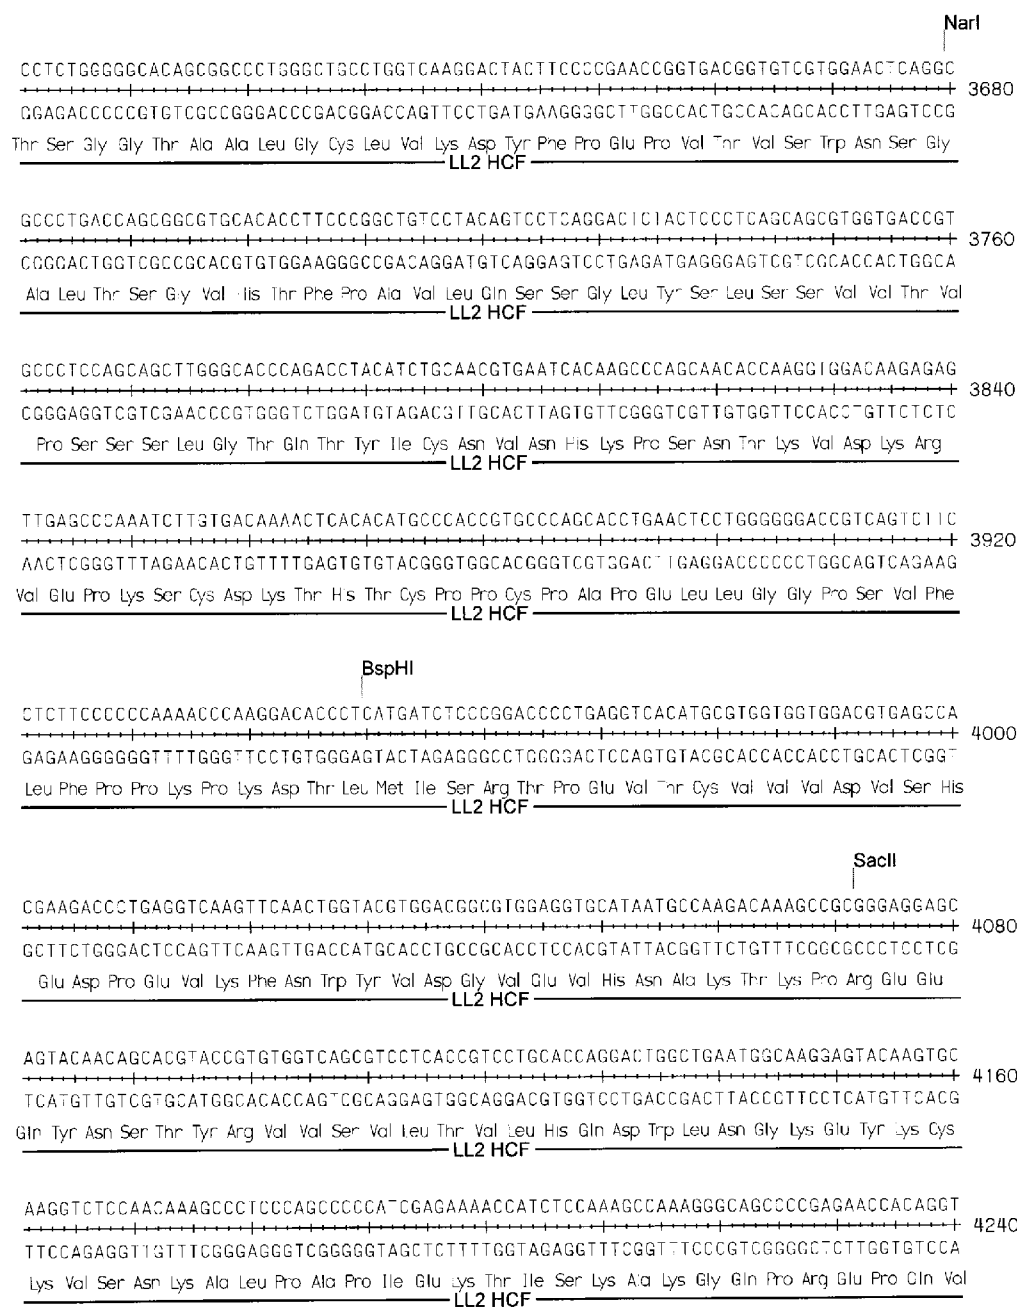 NarI
CCTCTGGGGGCACAGCGGCCCTGGGCTGCCTGGTCAAGGACTACTTCCCCGAACCGGTGACGGTGTCGTGGAACTCAGGC
3680
GGAGACCCCCGTGTCGCCGGGACCCGACGGACCAGTTCCTGATGAAGGGGCTTGGCCACTGCCACAGCACCTTGAGTCCG
Thr Ser Gly Gly Thr Ala Ala Leu Gly Cys Leu Val Lys Asp Tyr Phe Pro Glu Pro Val Thr Val Ser Trp Asn Ser Gly
LL2 HCF
GCCCTGACCAGCGGCGTGCACACCTTCCCGGCTGTCCTACAGTCCTCAGGACTCTACTCCCTCAGCAGCGTGGTGACCGT
3760
CGGGACTGGTCGCCGCACGTGTGGAAGGGCCGACAGGATGTCAGGAGTCCTGAGATGAGGGAGTCGTCGCACCACTGGCA
Ala Leu Thr Ser Gly Val His Thr Phe Pro Ala Val Leu Gln Ser Ser Gly Leu Tyr Ser Leu Ser Ser Val Val Thr Val
LL2 HCF
GCCCTCCAGCAGCTTGGGCACCCAGACCTACATCTGCAACGTGAATCACAAGCCCAGCAACACCAAGGTGGACAAGAGAG
3840
CGGGAGGTCGTCGAACCCGTGGGTCTGGATGTAGACGTTGCACTTAGTGTTCGGGTCGTTGTGGTTCCACCTGTTCTCTC
Pro Ser Ser Ser Leu Gly Thr Gln Thr Tyr Ile Cys Asn Val Asn His Lys Pro Ser Asn Thr Lys Val Asp Lys Arg
LL2 HCF
TTGAGCCCAAATCTTGTGACAAAACTCACACATGCCCACCGTGCCCAGCACCTGAACTCCTGGGGGGACCGTCAGTCTTC
3920
AACTCGGGTTTAGAACACTGTTTTGAGTGTGTACGGGTGGCACGGGTCGTGGACTTGAGGACCCCCCTGGCAGTCAGAAG
Val Glu Pro Lys Ser Cys Asp Lys Thr His Thr Cys Pro Pro Cys Pro Ala Pro Glu Leu Leu Gly Gly Pro Ser Val Phe
LL2 HCF
BspHI
CTCTTCCCCCCAAAACCCAAGGACACCCTCATGATCTCCCGGACCCCTGAGGTCACATGCGTGGTGGTGGACGTGAGCCA
4000
GAGAAGGGGGGTTTTGGGTTCCTGTGGGAGTACTAGAGGGCCTGGGGACTCCAGTGTACGCACCACCACCTGCACTCGGT
Leu Phe Pro Pro Lys Pro Lys Asp Thr Leu Met Ile Ser Arg Thr Pro Glu Val Thr Cys Val Val Val Asp Val Ser His
LL2 HCF
SacII
CGAAGACCCTGAGGTCAAGTTCAACTGGTACGTGGACGGCGTGGAGGTGCATAATGCCAAGACAAAGCCGCGGGAGGAGC
4080
GCTTCTGGGACTCCAGTTCAAGTTGACCATGCACCTGCCGCACCTCCACGTATTACGGTTCTGTTTCGGCGCCCTCCTCG
Glu Asp Pro Glu Val Lys Phe Asn Trp Tyr Val Asp Gly Val Glu Val His Asn Ala Lys Thr Lys Pro Arg Glu Glu
LL2 HCF
AGTACAACAGCACGTACCGTGTGGTCAGCGTCCTCACCGTCCTGCACCAGGACTGGCTGAATGGCAAGGAGTACAAGTGC
4160
TCATGTTGTCGTGCATGGCACACCAGTCGCAGGAGTGGCAGGACGTGGTCCTGACCGACTTACCGTTCCTCATGTTCACG
Gln Tyr Asn Ser Thr Tyr Arg Val Val Ser Val Leu Thr Val Leu His Gln Asp Trp Leu Asn Gly Lys Glu Tyr Lys Cys
LL2 HCF
AAGGTCTCCAACAAAGCCCTCCCAGCCCCCATCGAGAAAACCATCTCCAAAGCCAAAGGGCAGCCCCGAGAACCACAGGT
4240
TTCCAGAGGTTGTTTCGGGAGGGTCGGGGGTAGCTCTTTTGGTAGAGGTTTCGGTTTCCCGTCGGGGCTCTTGGTGTCCA
Lys Val Ser Asn Lys Ala Leu Pro Ala Pro Ile Glu Lys Thr Ile Ser Lys Ala Lys Gly Gln Pro Arg Glu Pro Gln Val
LL2 HCF